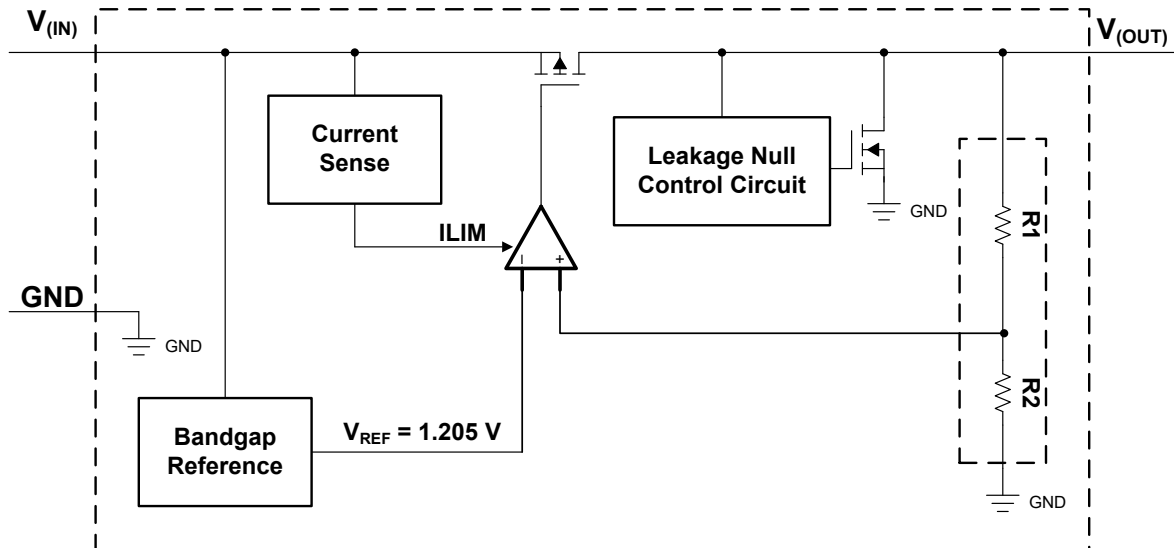 V(IN)
V(OUT)
Current
Sense
Leakage Null
Control Circuit
GND
R1
ILIM
– +
GND
GND
R2
Bandgap
Reference
VREF = 1.205 V
GND